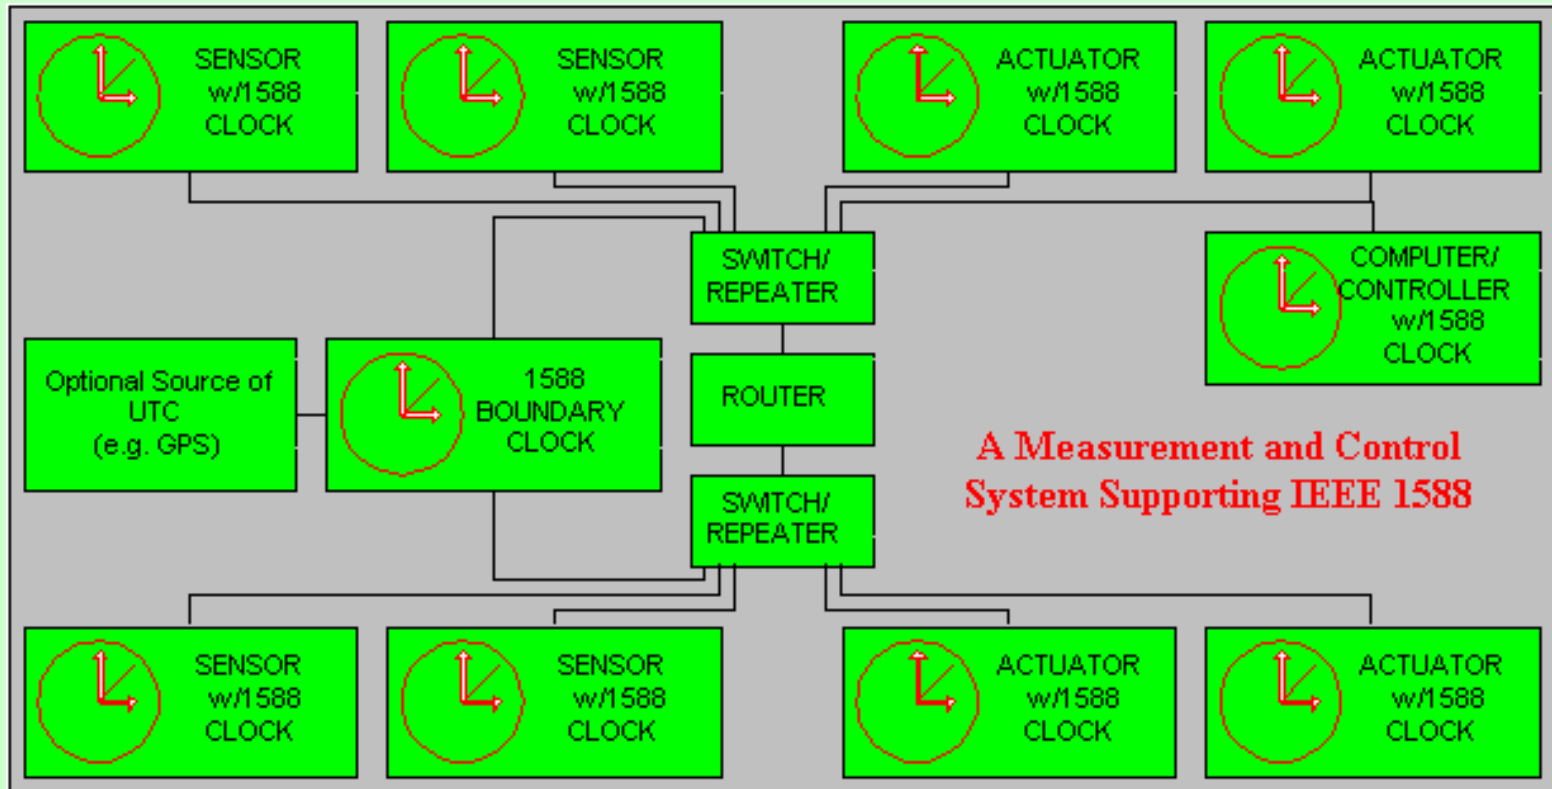 SENSOR
w/1588
CLOCK
SENSOR
w/1588
CLOCK
ACTUATOR
w/1588
CLOCK
ACTUATOR
w/1588
CLOCK
SWITCH/
REPEATER
COMPUTER/
CONTROLLER
w/1588
CLOCK
Optional Source of
UTC
(e.g. GPS)
1588
BOUNDARY
CLOCK
ROUTER
A Measurement and Control
System Supporting IEEE 1588
SWITCH/
REPEATER
SENSOR
w/1588
CLOCK
SENSOR
w/1588
CLOCK
ACTUATOR
w/1588
CLOCK
ACTUATOR
w/1588
CLOCK